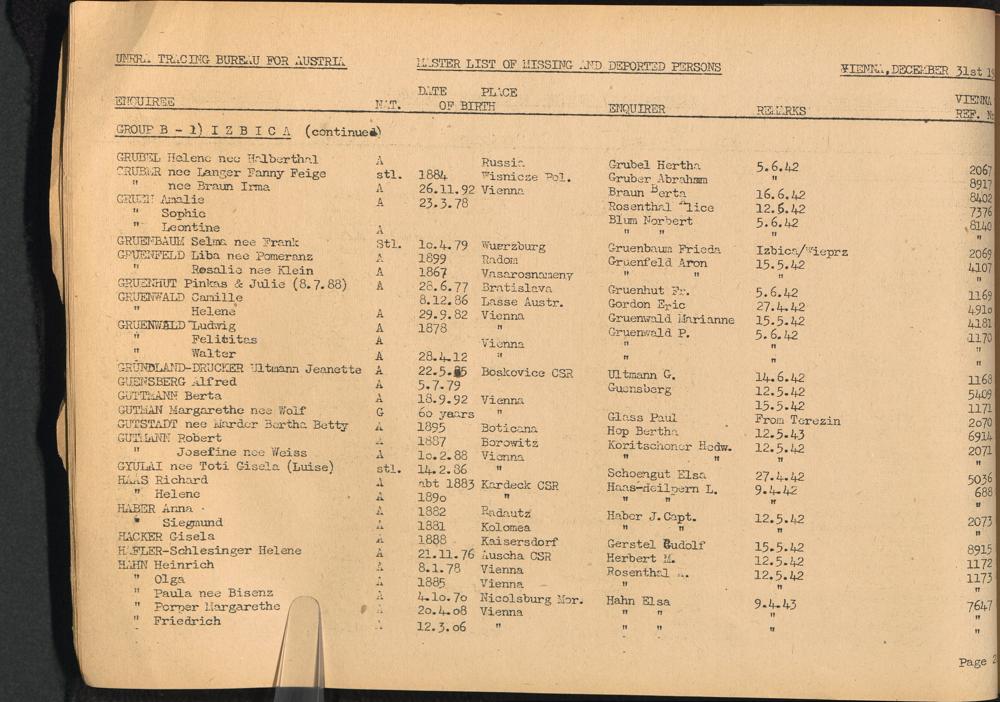 UNRRA TRACING BUREAU FOR AUSTRIA MASTER LIST OF MISSING AND DEPORTED PERSONS VIENNA, DECEMBER 31st 19
DATE PLACE VIENNA
ENQUIREE NAT. OF BIRTH ENQUIRER REMARKS REF. No
GROUP B - 1) I Z B I C A (continued)
GRUBEL Helene nee Halberthal A Russia Grubel Hertha 5.6.42 2067
GRUBER nee Langer Fanny Feige stl. 1884 Wisnicze Pol. Gruber Abraham " 8917
" nee Braun Irma A 26.11.92 Vienna Braun Berta 16.6.42 8402
GRUEN Amalie A 23.3.78 Rosenthal Alice 12.6.42 7376
" Sophie Blum Norbert 5.6.42 8140
" Leontine A " " " "
GRUENBAUM Selma nee Frank Stl. 10.4.79 Wuerzburg Gruenbaum Frieda Izbica/Wieprz 2069
GRUENFELD Liba nee Pomeranz A 1899 Radom Gruenfeld Aron 15.5.42 4107
" Rosalie nee Klein A 1867 Vasarosnameny " " " "
GRUENHUT Pinkas & Julie (8.7.88) A 28.6.77 Bratislava Gruenhut Fr. 5.6.42 1169
GRUENWALD Camille 8.12.86 Lasse Austr. Gordon Eric 27.4.42 4910
" Helene A 29.9.82 Vienna Gruenwald Marianne 15.5.42 4181
GRUENWALD Ludwig A 1878 " Gruenwald P. 5.6.42 1170
" Felicitas A Vienna " " "
" Walter A 28.4.12 " " " "
GRUNDLAND-DRUCKER Ultmann Jeanette A 22.5.85 Boskovice CSR Ultmann G. 14.6.42 1168
GUENSBERG Alfred A 5.7.79 Guensberg 12.5.42 5409
GUTTMANN Berta A 18.9.92 Vienna 15.5.42 1171
GUTMAN Margarethe nee Wolf G 60 years " Glass Paul From Terezin 2070
GUTSTADT nee Marder Bertha Betty A 1895 Boticana Hop Bertha 12.5.43 6914
GUTMANN Robert A 1887 Borowitz Koritschoner Hedw. 12.5.42 2071
" Josefine nee Weiss A 10.2.88 Vienna " " " "
GYULAI nee Toti Gisela (Luise) stl. 14.2.86 " Schoengut Elsa 27.4.42 5036
HAAS Richard A abt 1883 Kardeck CSR Haas-Heilpern L. 9.4.42 688
" Helene A 1890 " " " " "
HABER Anna A 1882 Radautz Haber J.Capt. 12.5.42 2073
" Siegmund A 1881 Kolomea " " " "
HACKER Gisela A 1888 Kaisersdorf Gerstel Rudolf 15.5.42 8915
HAFLER-Schlesinger Helene A 21.11.76 Auscha CSR Herbert M. 12.5.42 1172
HAHN Heinrich A 8.1.78 Vienna Rosenthal A. 12.5.42 1173
" Olga A 1885 Vienna
" Paula nee Bisenz A 4.10.70 Nicolsburg Mor. Hahn Elsa 9.4.43 7647
" Porper Margarethe A 20.4.08 Vienna " " " "
" Friedrich A 12.3.06 " " " " "
Page 2